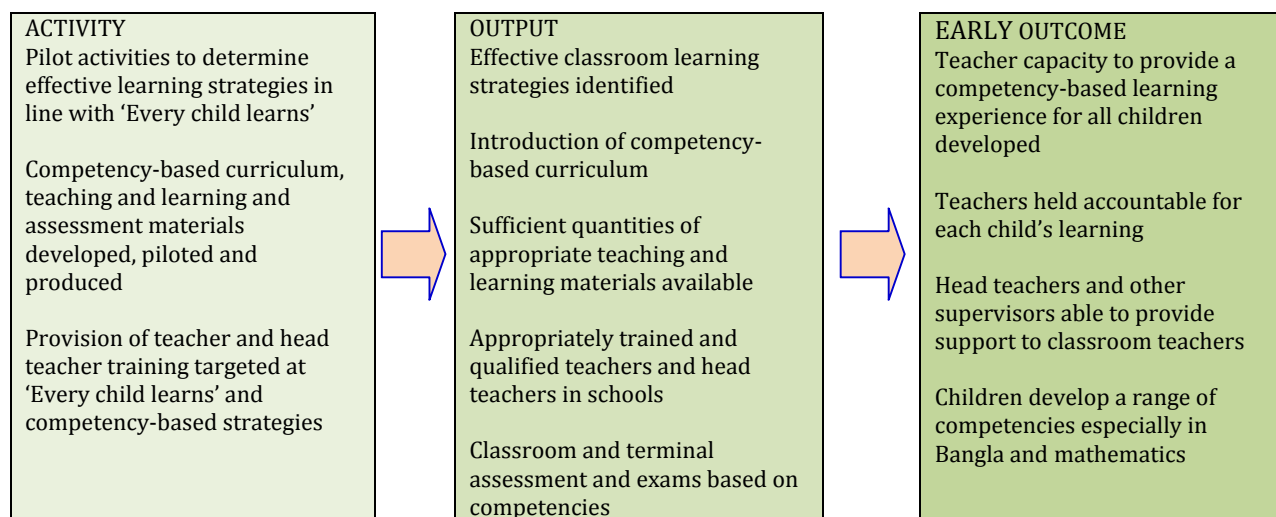 ACTIVITY
Pilot activities to determine
effective learning strategies in
line with ‘Every child learns’
Competency-based curriculum,
teaching and learning and
assessment materials
developed, piloted and
produced
Provision of teacher and head
teacher training targeted at
‘Every child learns’ and
competency-based strategies
OUTPUT
Effective classroom learning
strategies identified
Introduction of competency-
based curriculum
Sufficient quantities of
appropriate teaching and
learning materials available
Appropriately trained and
qualified teachers and head
teachers in schools
Classroom and terminal
assessment and exams based on
competencies
EARLY OUTCOME
Teacher capacity to provide a
competency-based learning
experience for all children
developed
Teachers held accountable for
each child’s learning
Head teachers and other
supervisors able to provide
support to classroom teachers
Children develop a range of
competencies especially in
Bangla and mathematics